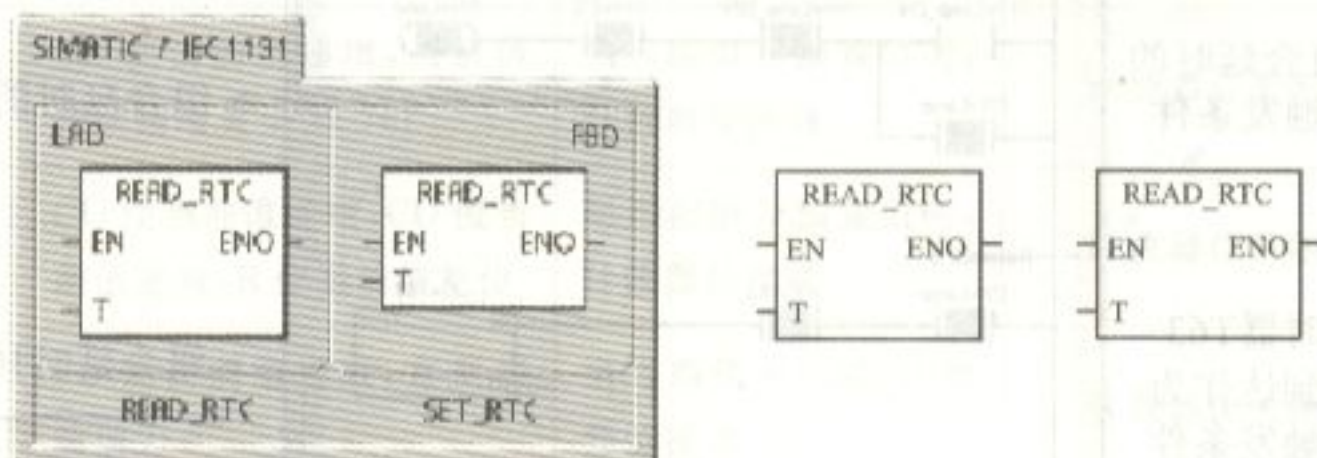 SIMATIC / IEC1131
LAD FBD
READ_RTC READ_RTC READ_RTC READ_RTC
EN ENO EN ENO EN ENO EN ENO
T T T T
READ_RTC SET_RTC